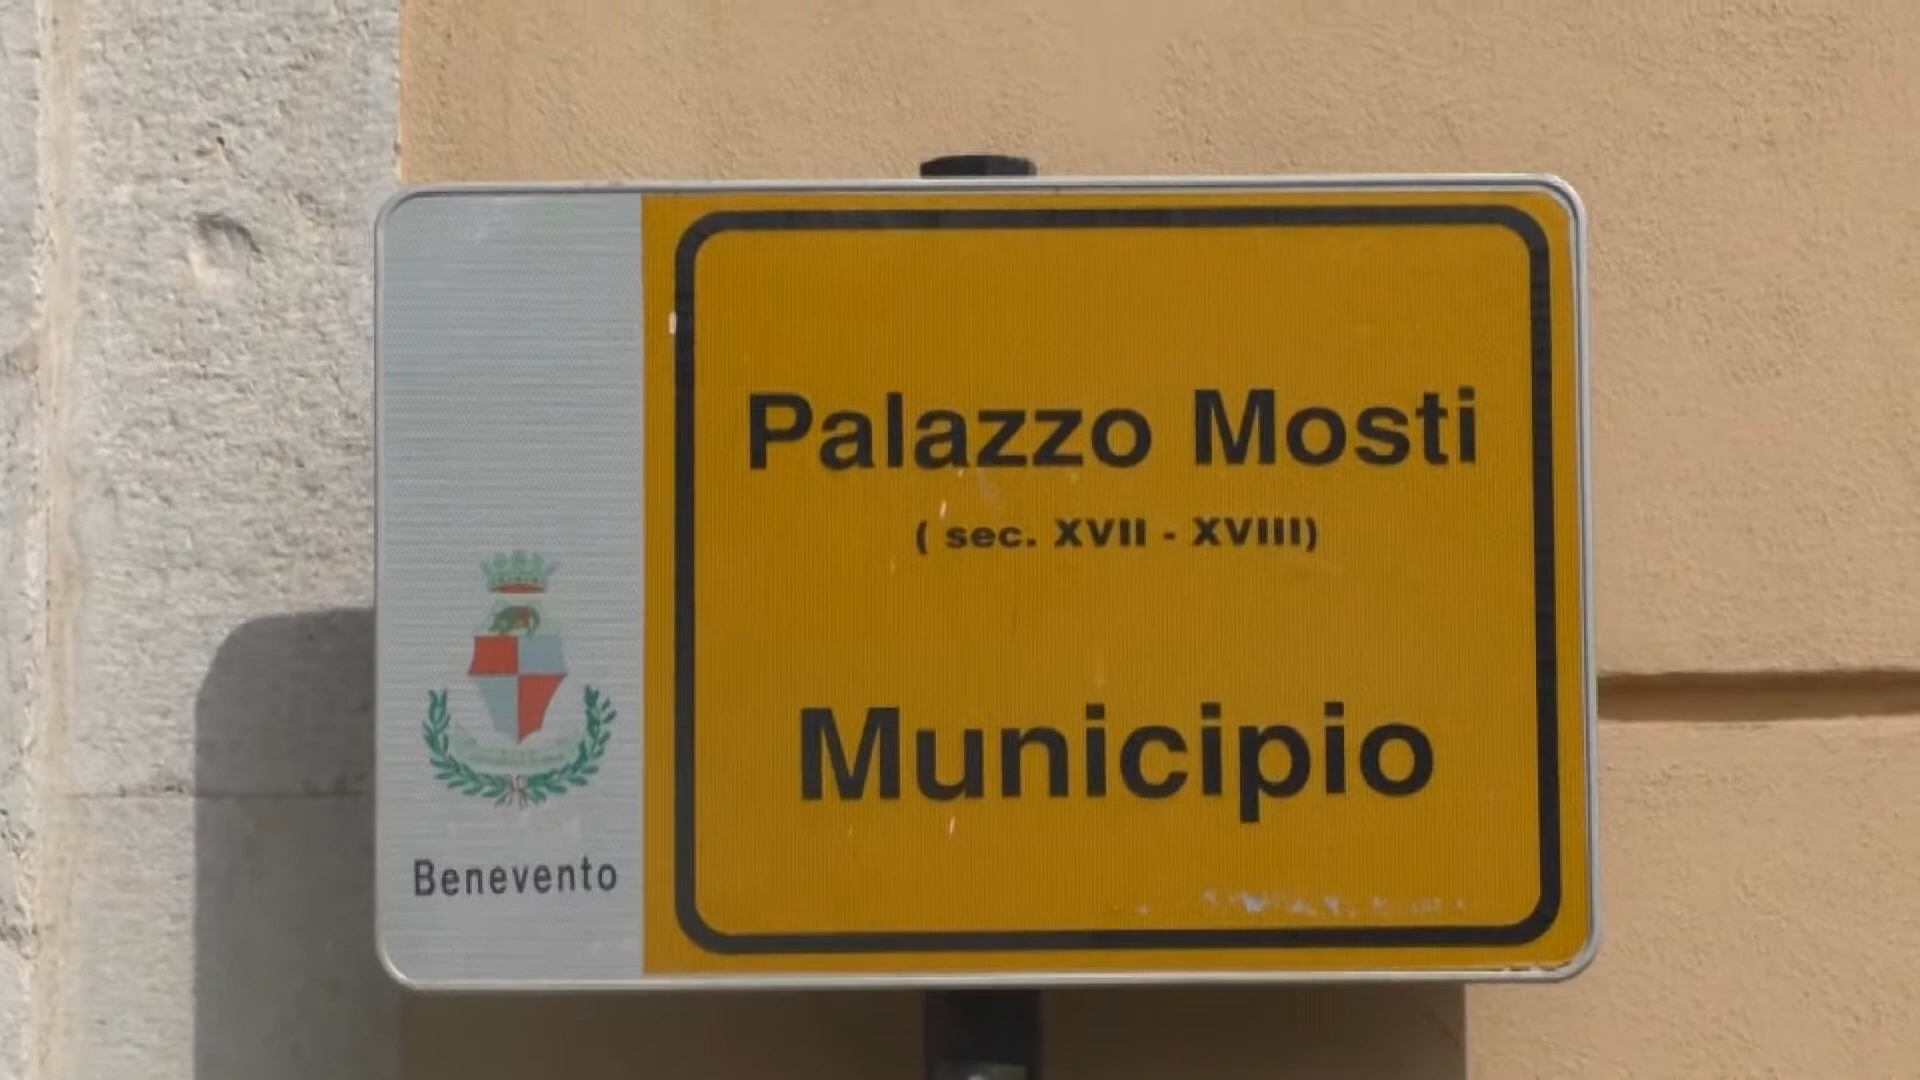 Palazzo Mosti
( sec. XVII - XVIII)
Municipio
Benevento